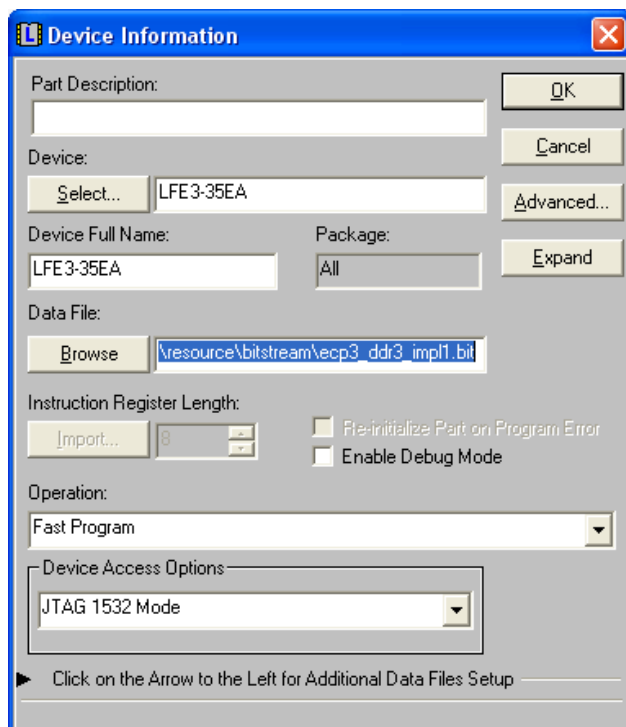 Device Information
Part Description:
OK
Device:
Cancel
Select...
LFE3-35EA
Advanced...
Device Full Name:
Package:
LFE3-35EA
All
Expand
Data File:
Browse
\resource\bitstream\ecp3_ddr3_impl1.bit
Instruction Register Length:
Import...
8
Re-initialize Part on Program Error
Enable Debug Mode
Operation:
Fast Program
Device Access Options
JTAG 1532 Mode
Click on the Arrow to the Left for Additional Data Files Setup